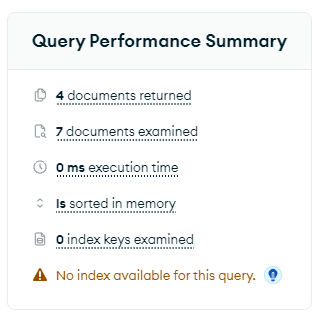 Query Performance Summary
4 documents returned
7 documents examined
0 ms execution time
Is sorted in memory
0 index keys examined
No index available for this query.